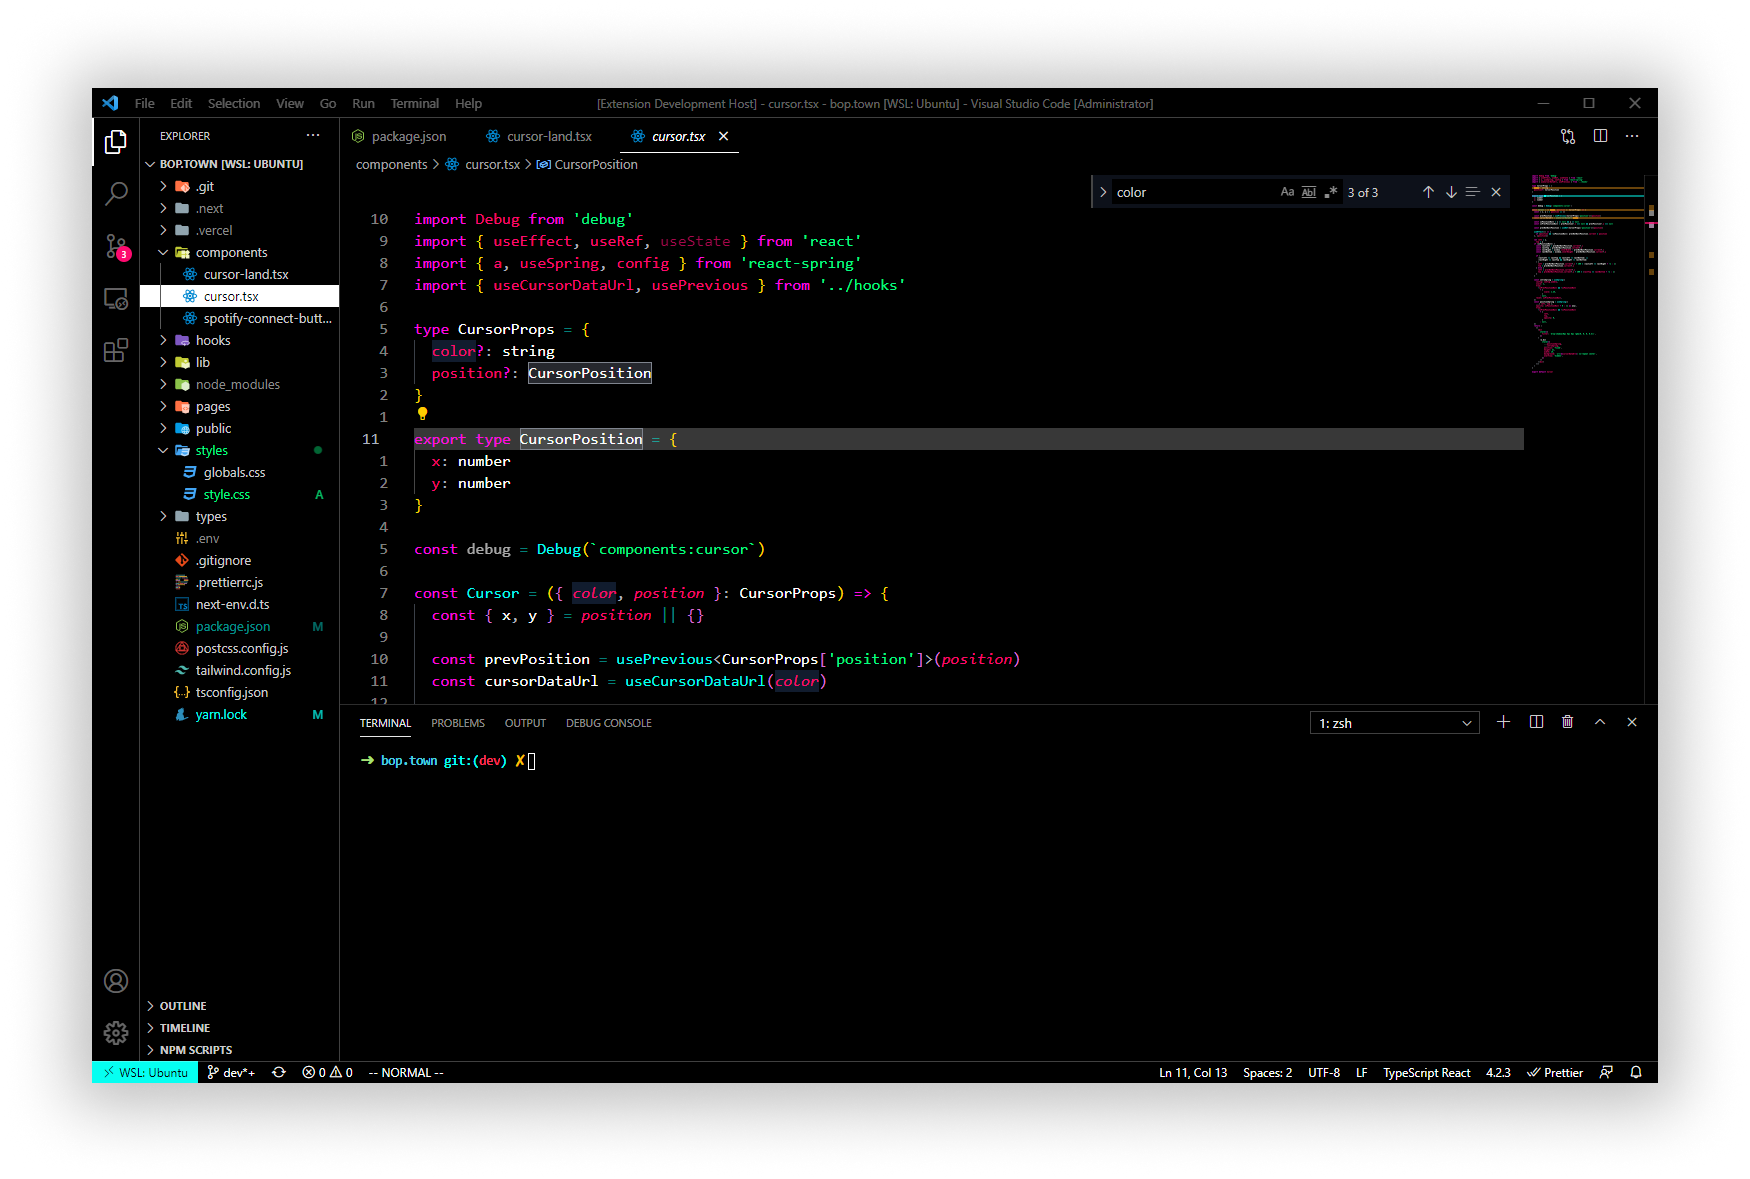 File Edit Selection View Go Run Terminal Help
[Extension Development Host] - cursor.tsx - bop.town [WSL: Ubuntu] - Visual Studio Code [Administrator]
EXPLORER
BOP.TOWN [WSL: UBUNTU]
.git
.next
.vercel
components
cursor-land.tsx
cursor.tsx
spotify-connect-butt...
hooks
lib
node_modules
pages
public
styles
globals.css
style.css A
types
.env
.gitignore
.prettierrc.js
next-env.d.ts
package.json M
postcss.config.js
tailwind.config.js
tsconfig.json
yarn.lock M
OUTLINE
TIMELINE
NPM SCRIPTS
3
package.json cursor-land.tsx cursor.tsx
components > cursor.tsx > CursorPosition
color Aa Abl .* 3 of 3
10 import Debug from 'debug'
9 import { useEffect, useRef, useState } from 'react'
8 import { a, useSpring, config } from 'react-spring'
7 import { useCursorDataUrl, usePrevious } from '../hooks'
6
5 type CursorProps = {
4 color?: string
3 position?: CursorPosition
2 }
1
11 export type CursorPosition = {
1 x: number
2 y: number
3 }
4
5 const debug = Debug(`components:cursor`)
6
7 const Cursor = ({ color, position }: CursorProps) => {
8 const { x, y } = position || {}
9
10 const prevPosition = usePrevious<CursorProps['position']>(position)
11 const cursorDataUrl = useCursorDataUrl(color)
12
TERMINAL PROBLEMS OUTPUT DEBUG CONSOLE
1: zsh
➜ bop.town git:(dev) ✗
WSL: Ubuntu dev*+ 0 0 -- NORMAL --
Ln 11, Col 13 Spaces: 2 UTF-8 LF TypeScript React 4.2.3 Prettier